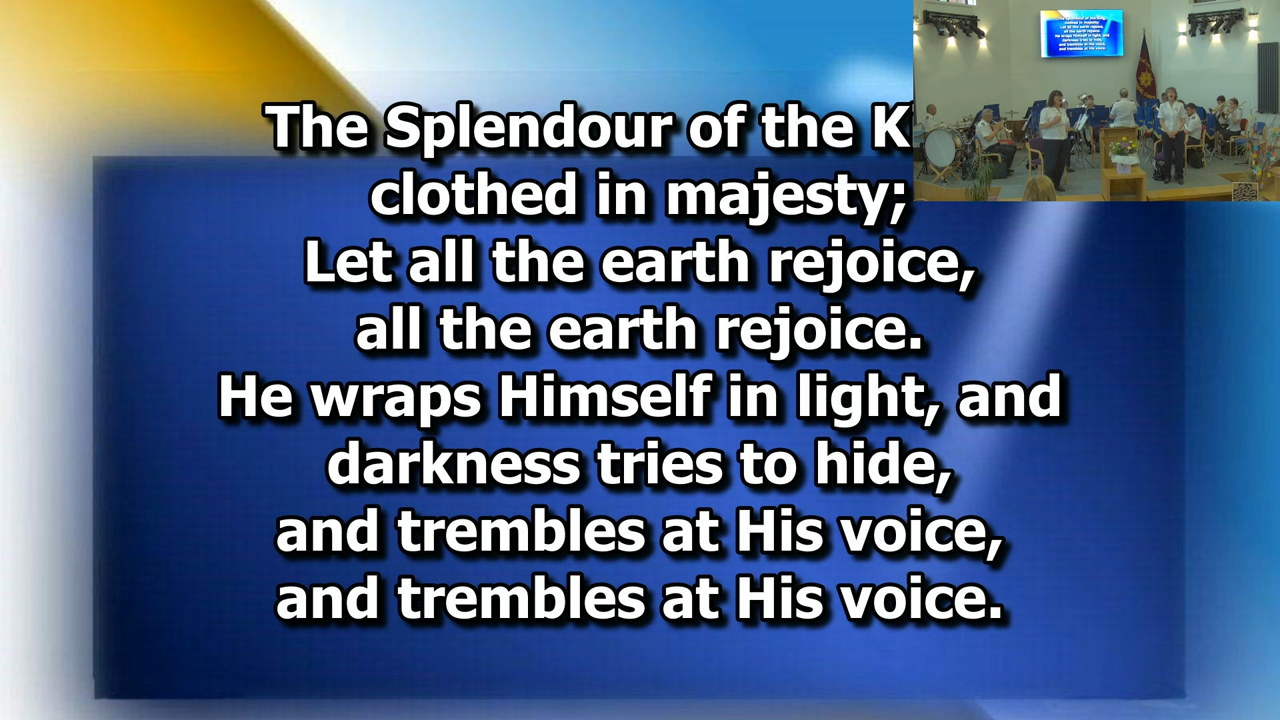 The Splendour of the K
clothed in majesty;
Let all the earth rejoice,
all the earth rejoice.
He wraps Himself in light, and
darkness tries to hide,
and trembles at His voice,
and trembles at His voice.